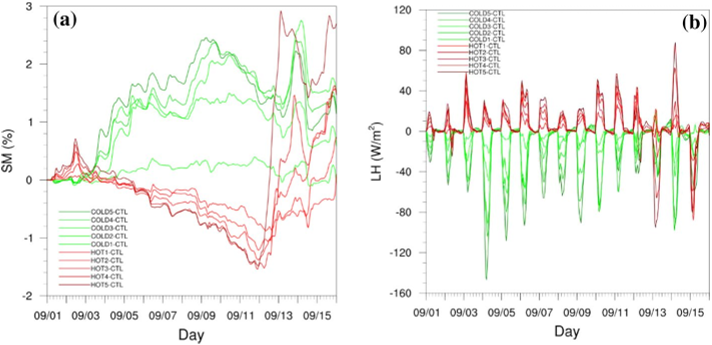 (a)
3
2
1
0
-1
-2
SM (%)
COLD5-CTL
COLD4-CTL
COLD3-CTL
COLD2-CTL
COLD1-CTL
HOT1-CTL
HOT2-CTL
HOT3-CTL
HOT4-CTL
HOT5-CTL
09/01 09/03 09/05 09/07 09/09 09/11 09/13 09/15
Day
(b)
120
80
40
0
-40
-80
-120
-160
LH (W/m²)
COLD5-CTL
COLD4-CTL
COLD3-CTL
COLD2-CTL
COLD1-CTL
HOT1-CTL
HOT2-CTL
HOT3-CTL
HOT4-CTL
HOT5-CTL
09/01 09/03 09/05 09/07 09/09 09/11 09/13 09/15
Day